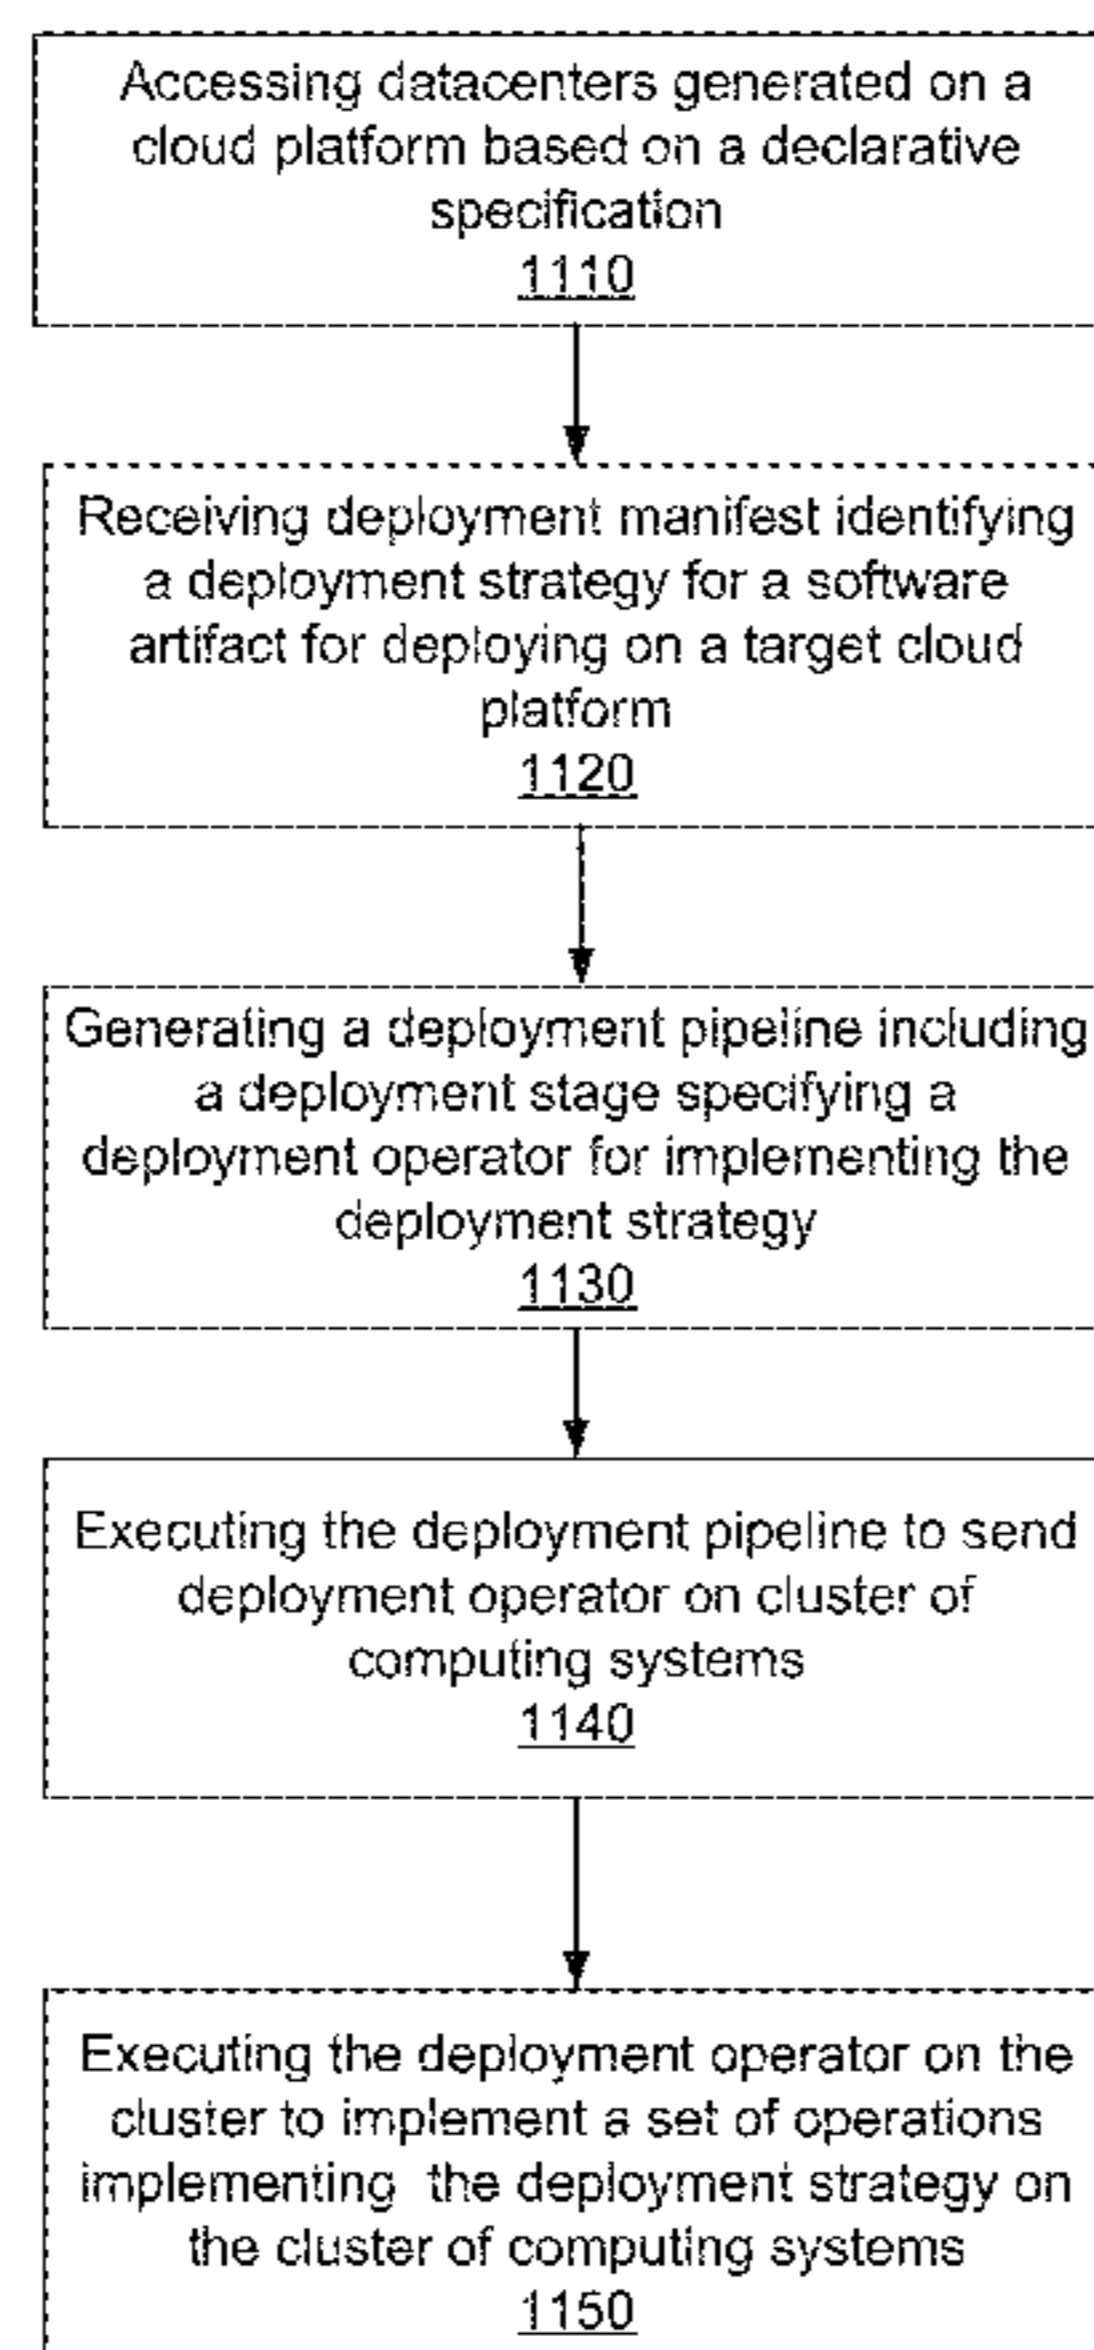 Accessing datacenters generated on a
cloud platform based on a declarative
specification
1110
Receiving deployment manifest identifying
a deployment strategy for a software
artifact for deploying on a target cloud
platform
1120
Generating a deployment pipeline including
a deployment stage specifying a
deployment operator for implementing the
deployment strategy
1130
Executing the deployment pipeline to send
deployment operator on cluster of
computing systems
1140
Executing the deployment operator on the
cluster to implement a set of operations
implementing the deployment strategy on
the cluster of computing systems
1150